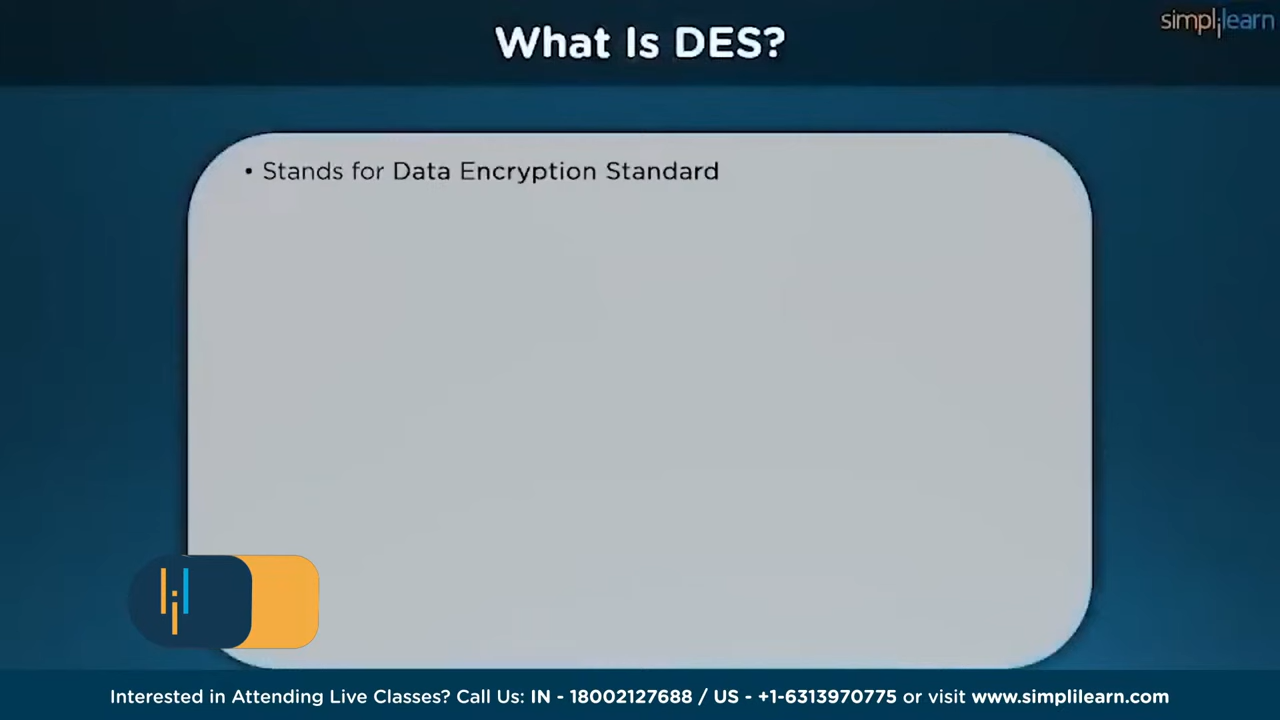 What Is DES?
simplilearn
• Stands for Data Encryption Standard
Interested in Attending Live Classes? Call Us: IN - 18002127688 / US - +1-6313970775 or visit www.simplilearn.com